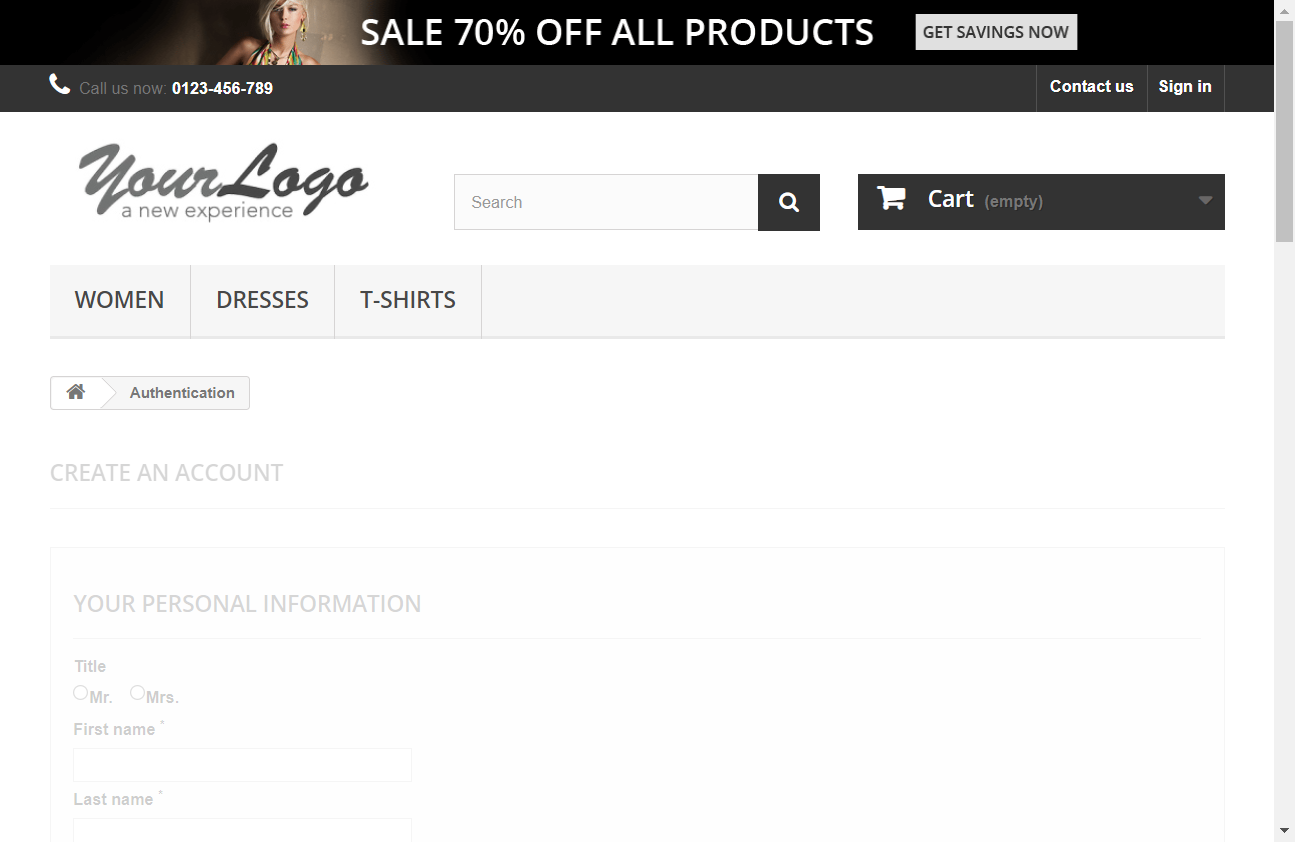 SALE 70% OFF ALL PRODUCTS GET SAVINGS NOW
Call us now: 0123-456-789 Contact us Sign in
YourLogo
a new experience
Search
Cart (empty)
WOMEN DRESSES T-SHIRTS
Authentication
CREATE AN ACCOUNT
YOUR PERSONAL INFORMATION
Title
Mr. Mrs.
First name *
Last name *